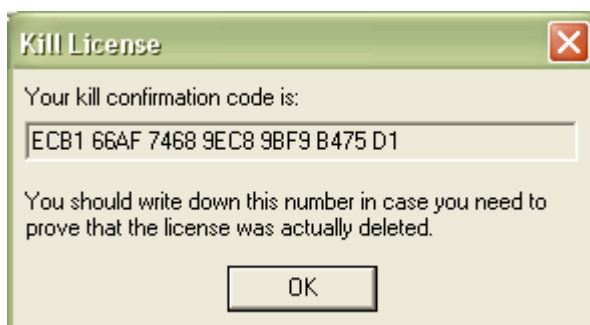 Kill License
Your kill confirmation code is:
ECB1 66AF 7468 9EC8 9BF9 B475 D1
You should write down this number in case you need to
prove that the license was actually deleted.
OK